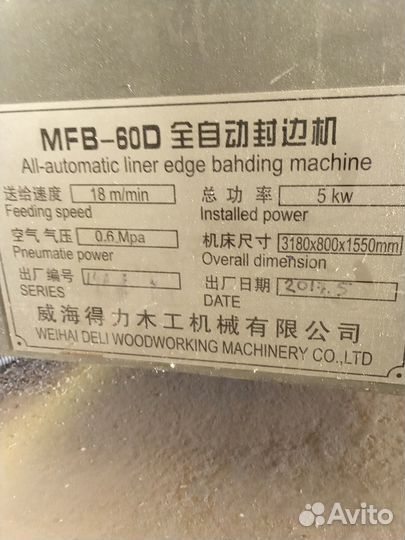 MFB-60D 全自动封边机
All-automatic liner edge bahding machine
送给速度 18 m/min 总功率 5 kw
Feeding speed Installed power
空气气压 0.6.Mpa 机床尺寸 3180x800x1550mm
Pneumatie power Overall dimension
出厂编号 出厂日期
SERIES DATE
威海得力木工机械有限公司
WEIHAI DELI WOODWORKING MACHINERY CO.,LTD
Avito